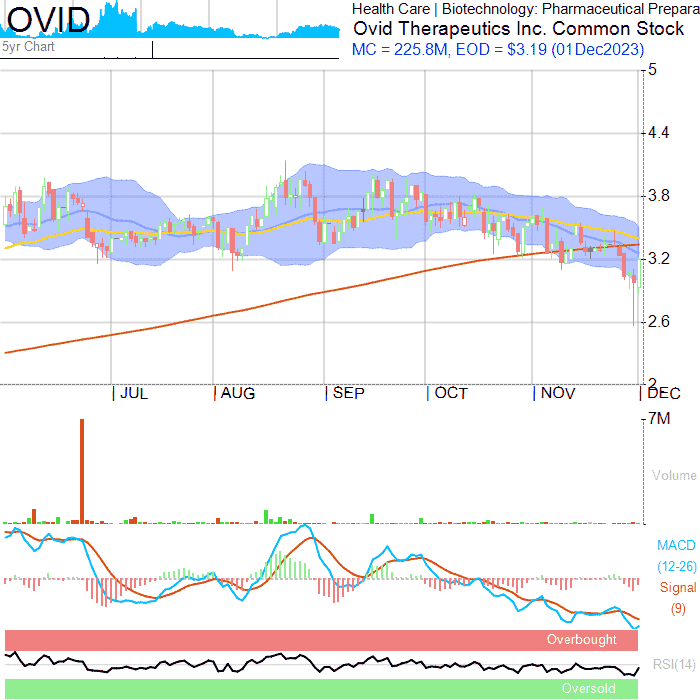 OVID
Health Care | Biotechnology: Pharmaceutical Prepara
Ovid Therapeutics Inc. Common Stock
MC = 225.8M, EOD = $3.19 (01Dec2023)
5yr Chart
5
4.4
3.8
3.2
2.6
2
JUL AUG SEP OCT NOV DEC
7M
Volume
MACD
(12-26)
Signal
(9)
Overbought
RSI(14)
Oversold